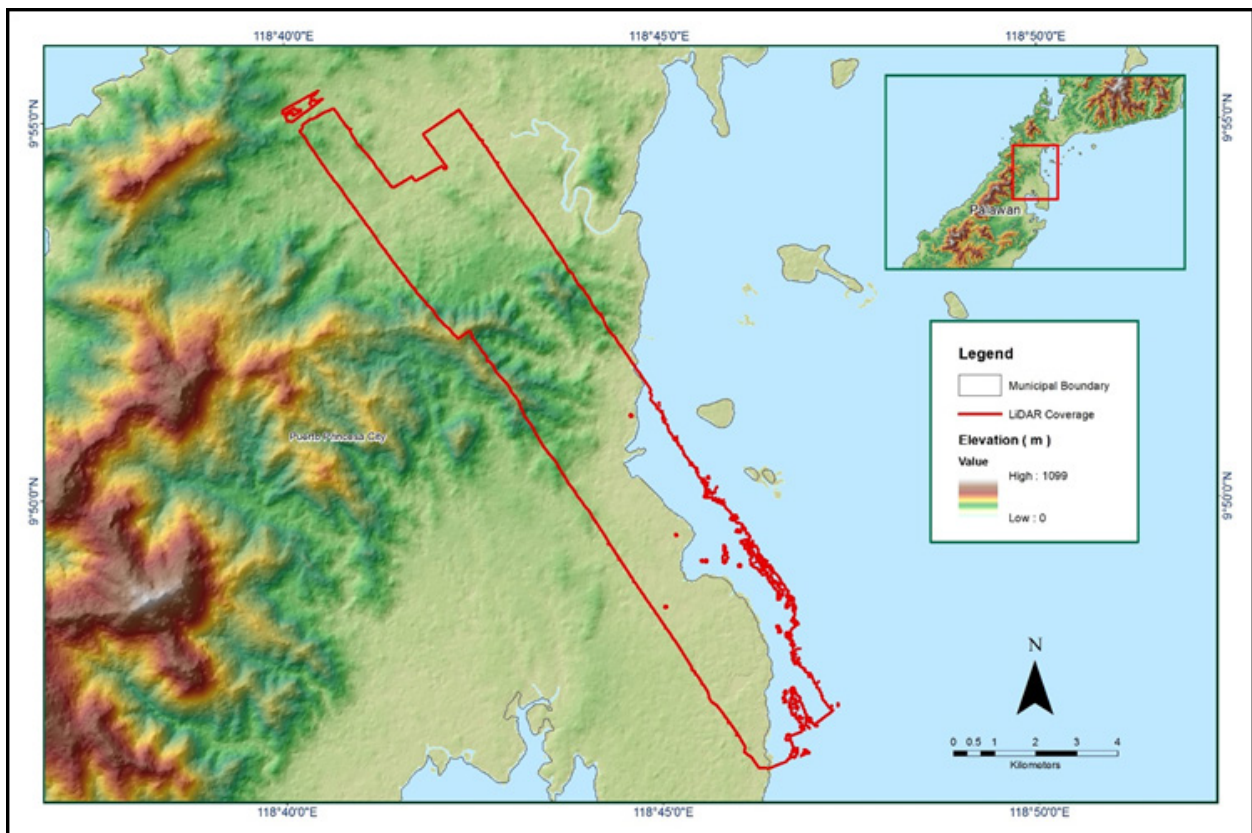 118°40'0"E 118°45'0"E 118°50'0"E
9°55'0"N 9°55'0"N
Palawan
Legend
Municipal Boundary
LiDAR Coverage
Elevation ( m )
Value
High : 1099
Low : 0
Puerto Princesa City
9°50'0"N 9°50'0"N
N
0 0.5 1 2 3 4
Kilometers
118°40'0"E 118°45'0"E 118°50'0"E